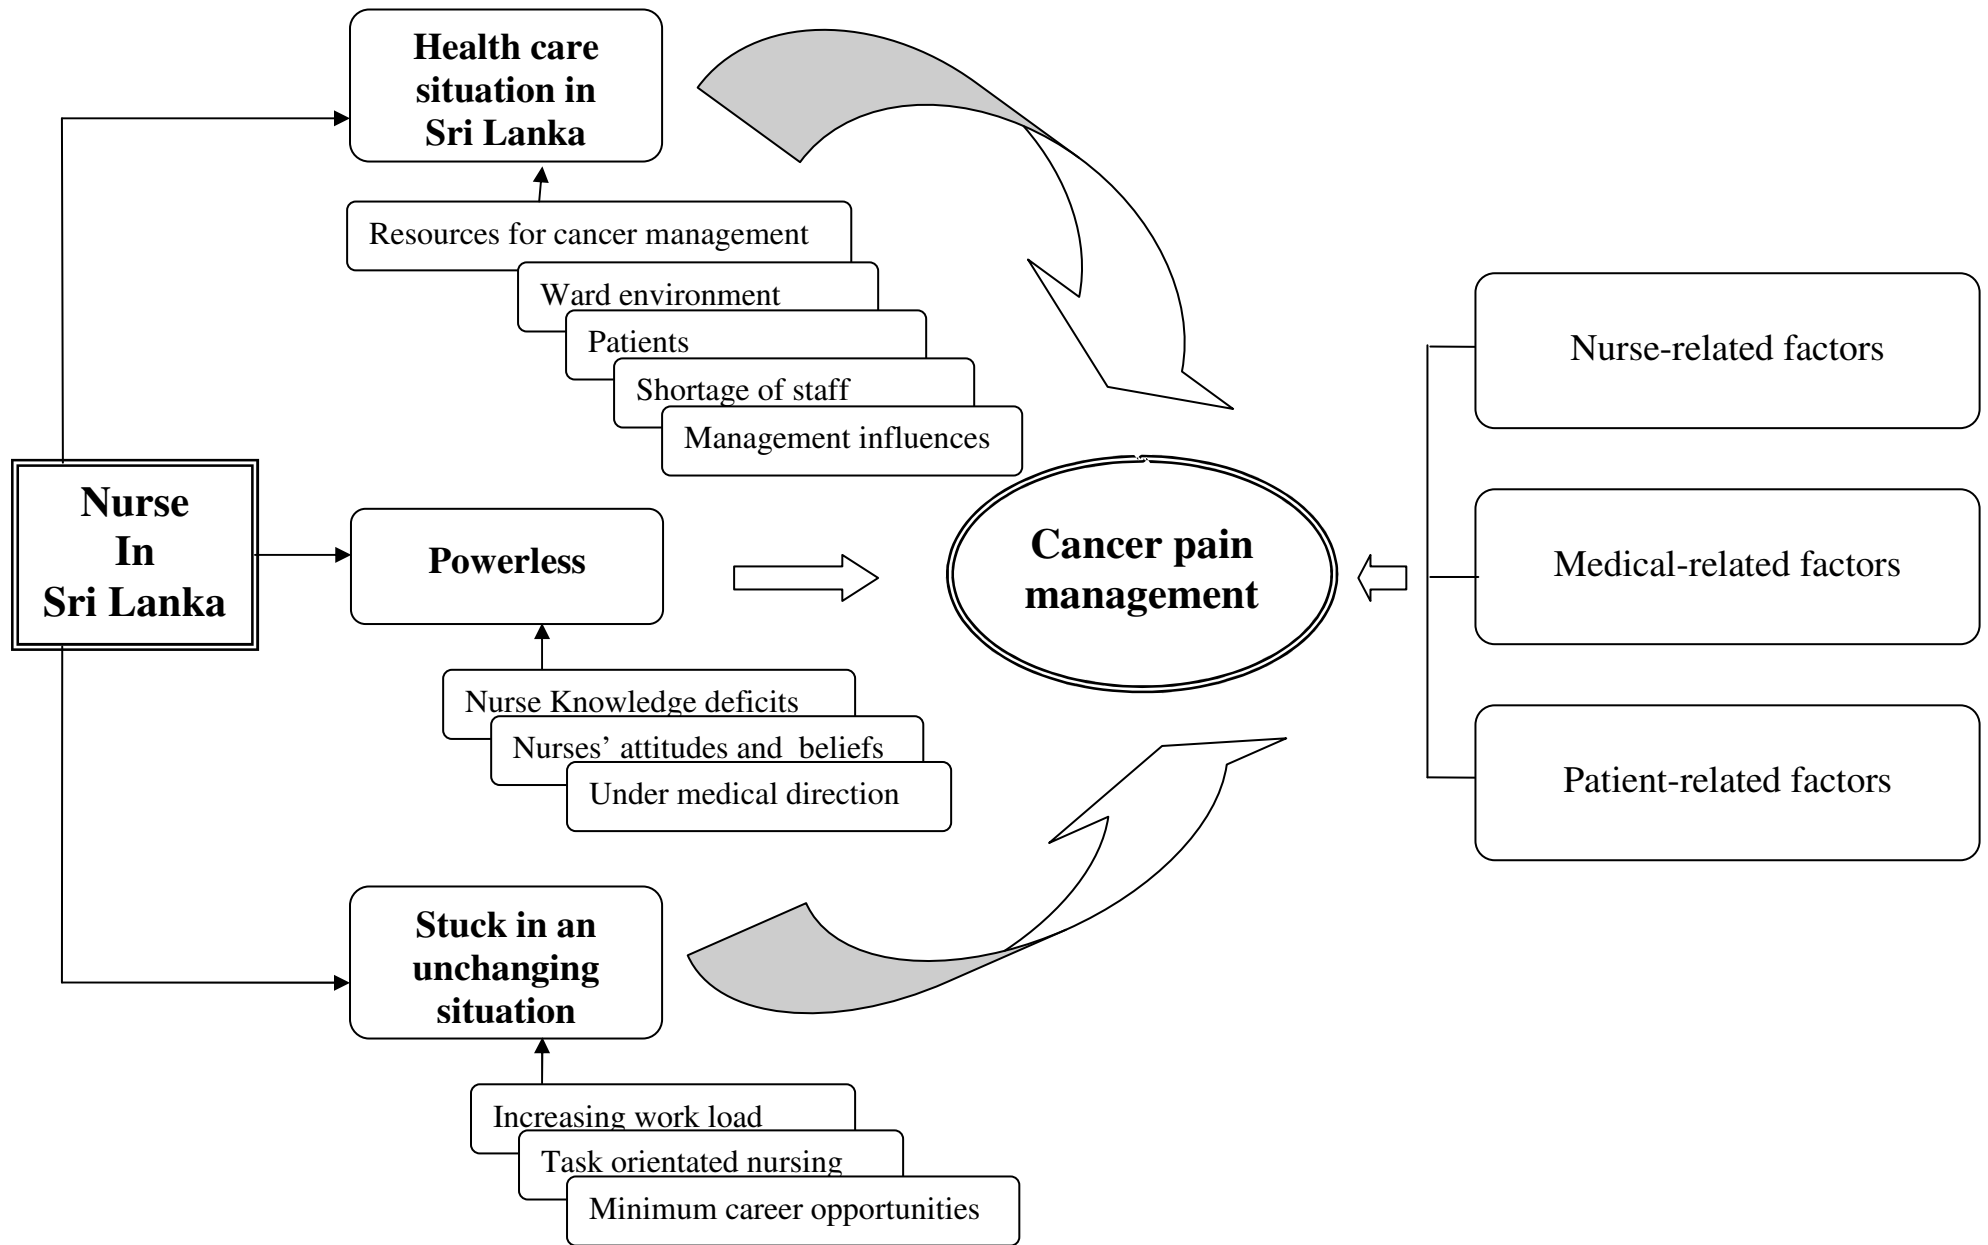 Health care
situation in
Sri Lanka
Resources for cancer management
Ward environment
Patients
Shortage of staff
Management influences
Nurse
In
Sri Lanka
Powerless
Nurse Knowledge deficits
Nurses’ attitudes and  beliefs
Under medical direction
Stuck in an
unchanging
situation
Increasing work load
Task orientated nursing
Minimum career opportunities
Cancer pain
management
Nurse-related factors
Medical-related factors
Patient-related factors